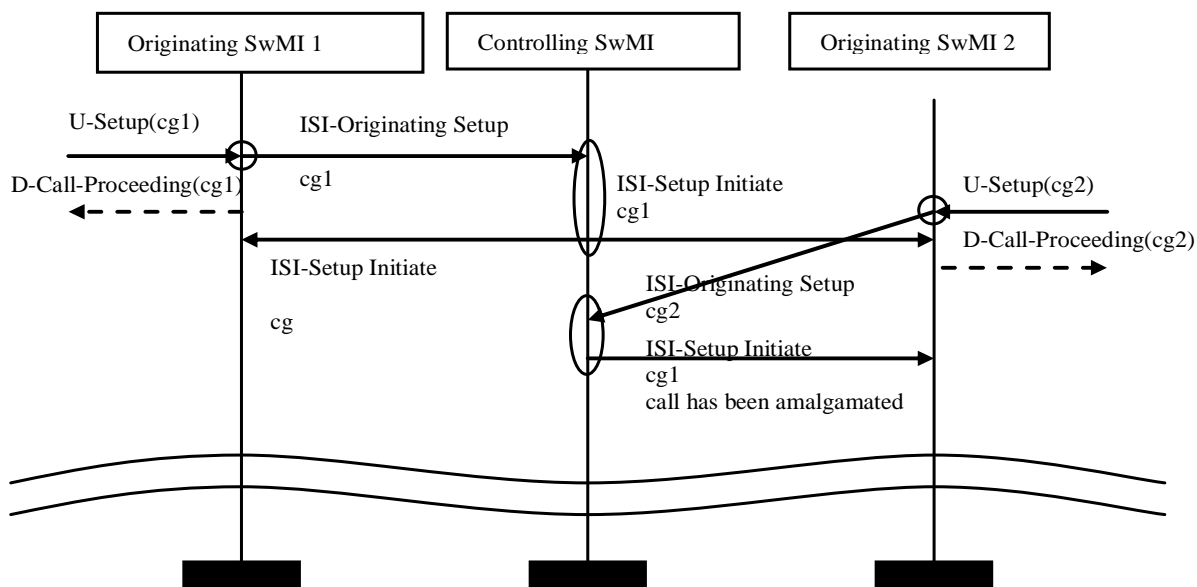 Originating SwMI 1
Controlling SwMI
Originating SwMI 2
U-Setup(cg1)
ISI-Originating Setup
cg1
D-Call-Proceeding(cg1)
ISI-Setup Initiate
cg1
U-Setup(cg2)
D-Call-Proceeding(cg2)
ISI-Setup Initiate
cg
ISI-Originating Setup
cg2
ISI-Setup Initiate
cg1
call has been amalgamated